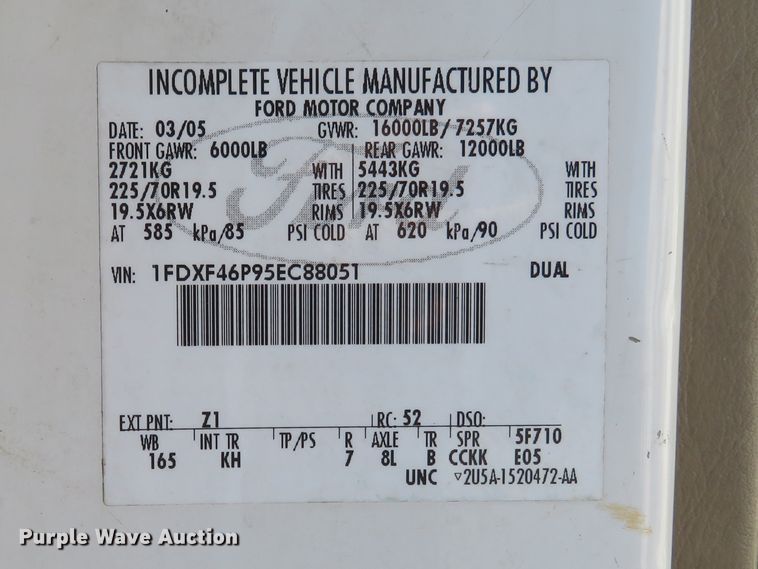 INCOMPLETE VEHICLE MANUFACTURED BY
FORD MOTOR COMPANY
DATE: 03/05 GVWR: 16000LB/ 7257KG
FRONT GAWR: 6000LB REAR GAWR: 12000LB
2721KG WITH 5443KG WITH
225/70R19.5 TIRES 225/70R19.5 TIRES
19.5X6RW RIMS 19.5X6RW RIMS
AT 585 kPa/85 PSI COLD AT 620 kPa/90 PSI COLD
VIN: 1FDXF46P95EC88051 DUAL
Ford
EXT PNT: Z1 RC: 52 DSO:
WB INT TR TP/PS R AXLE TR SPR 5F710
165 KH 7 8L B CCKK E05
UNC ▽2U5A-1520472-AA
Purple Wave Auction